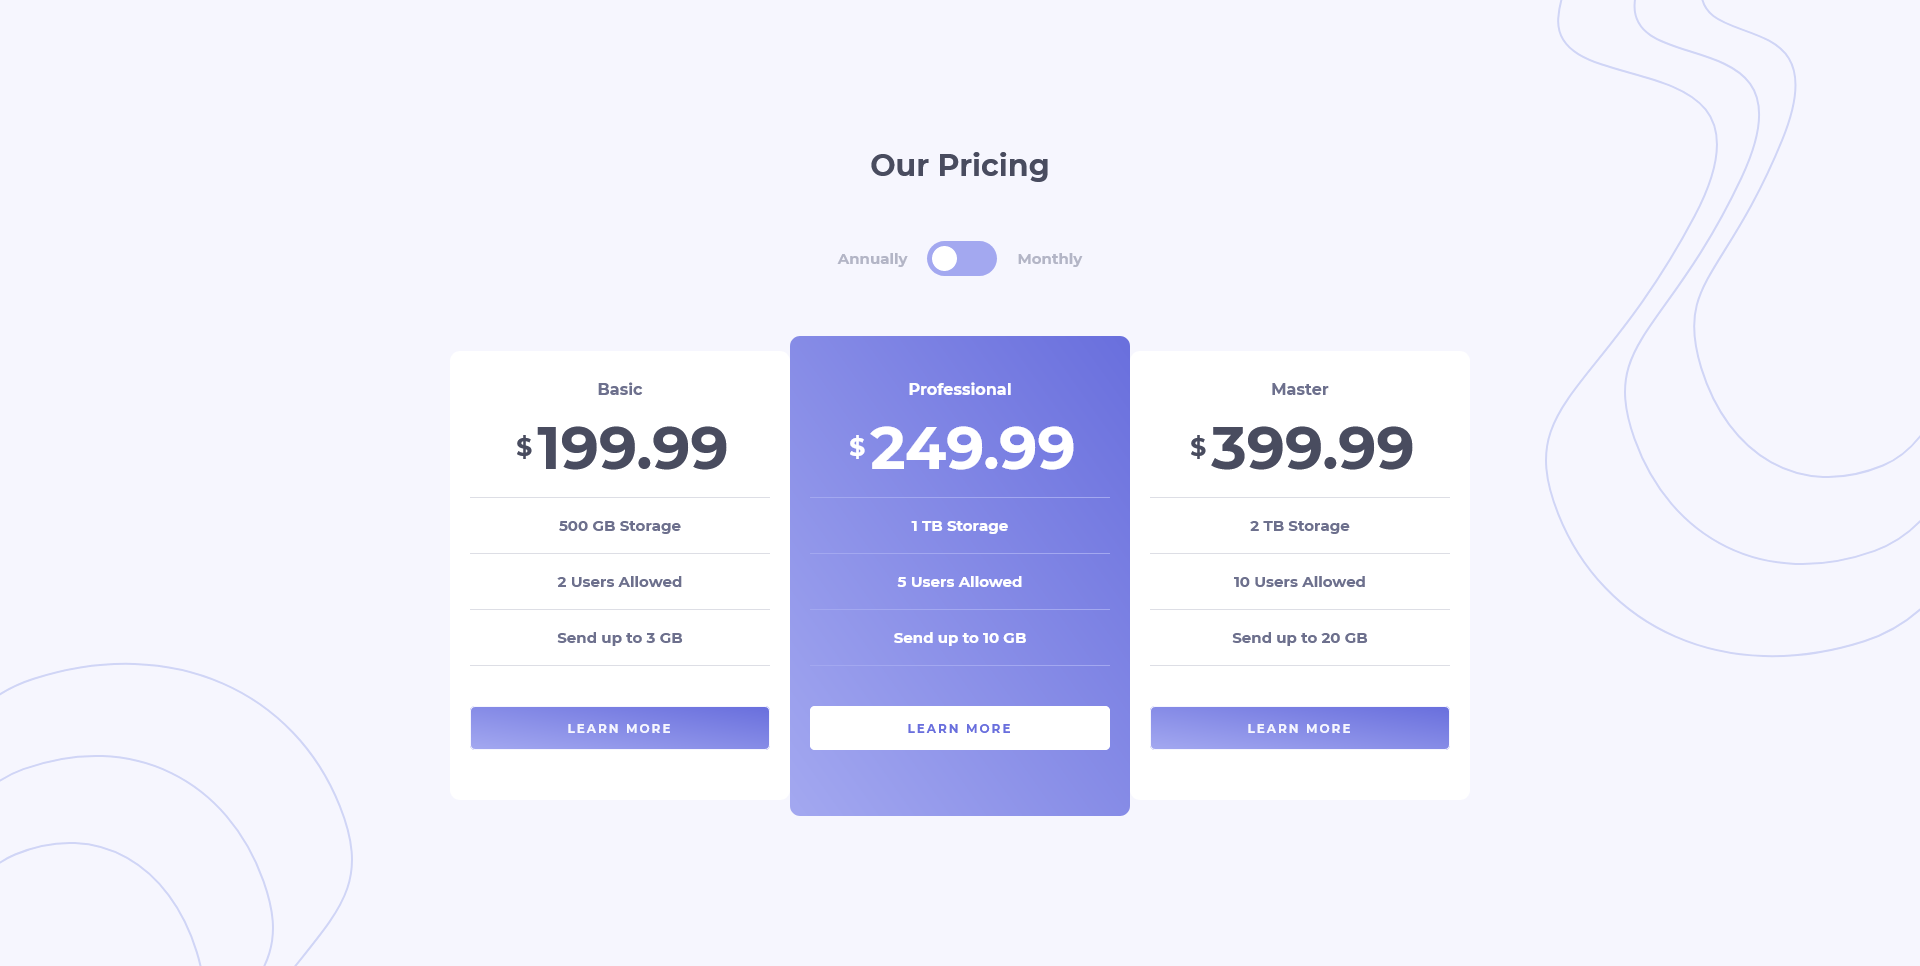 Our Pricing
Annually Monthly
Basic
$199.99
500 GB Storage
2 Users Allowed
Send up to 3 GB
LEARN MORE
Professional
$249.99
1 TB Storage
5 Users Allowed
Send up to 10 GB
LEARN MORE
Master
$399.99
2 TB Storage
10 Users Allowed
Send up to 20 GB
LEARN MORE